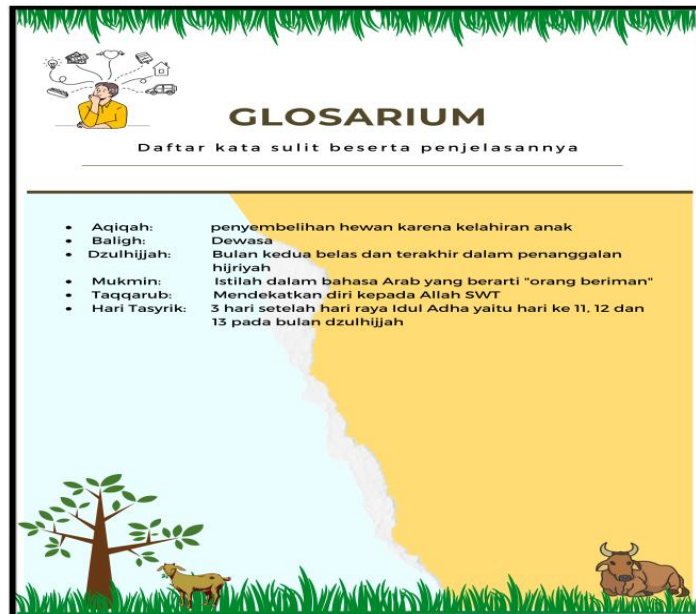 GLOSARIUM
Daftar kata sulit beserta penjelasannya
• Aqiqah: penyembelihan hewan karena kelahiran anak
• Baligh: Dewasa
• Dzulhijjah: Bulan kedua belas dan terakhir dalam penanggalan
hijriyah
• Mukmin: Istilah dalam bahasa Arab yang berarti "orang beriman"
• Taqqarub: Mendekatkan diri kepada Allah SWT
• Hari Tasyrik: 3 hari setelah hari raya Idul Adha yaitu hari ke 11, 12 dan
13 pada bulan dzulhijjah